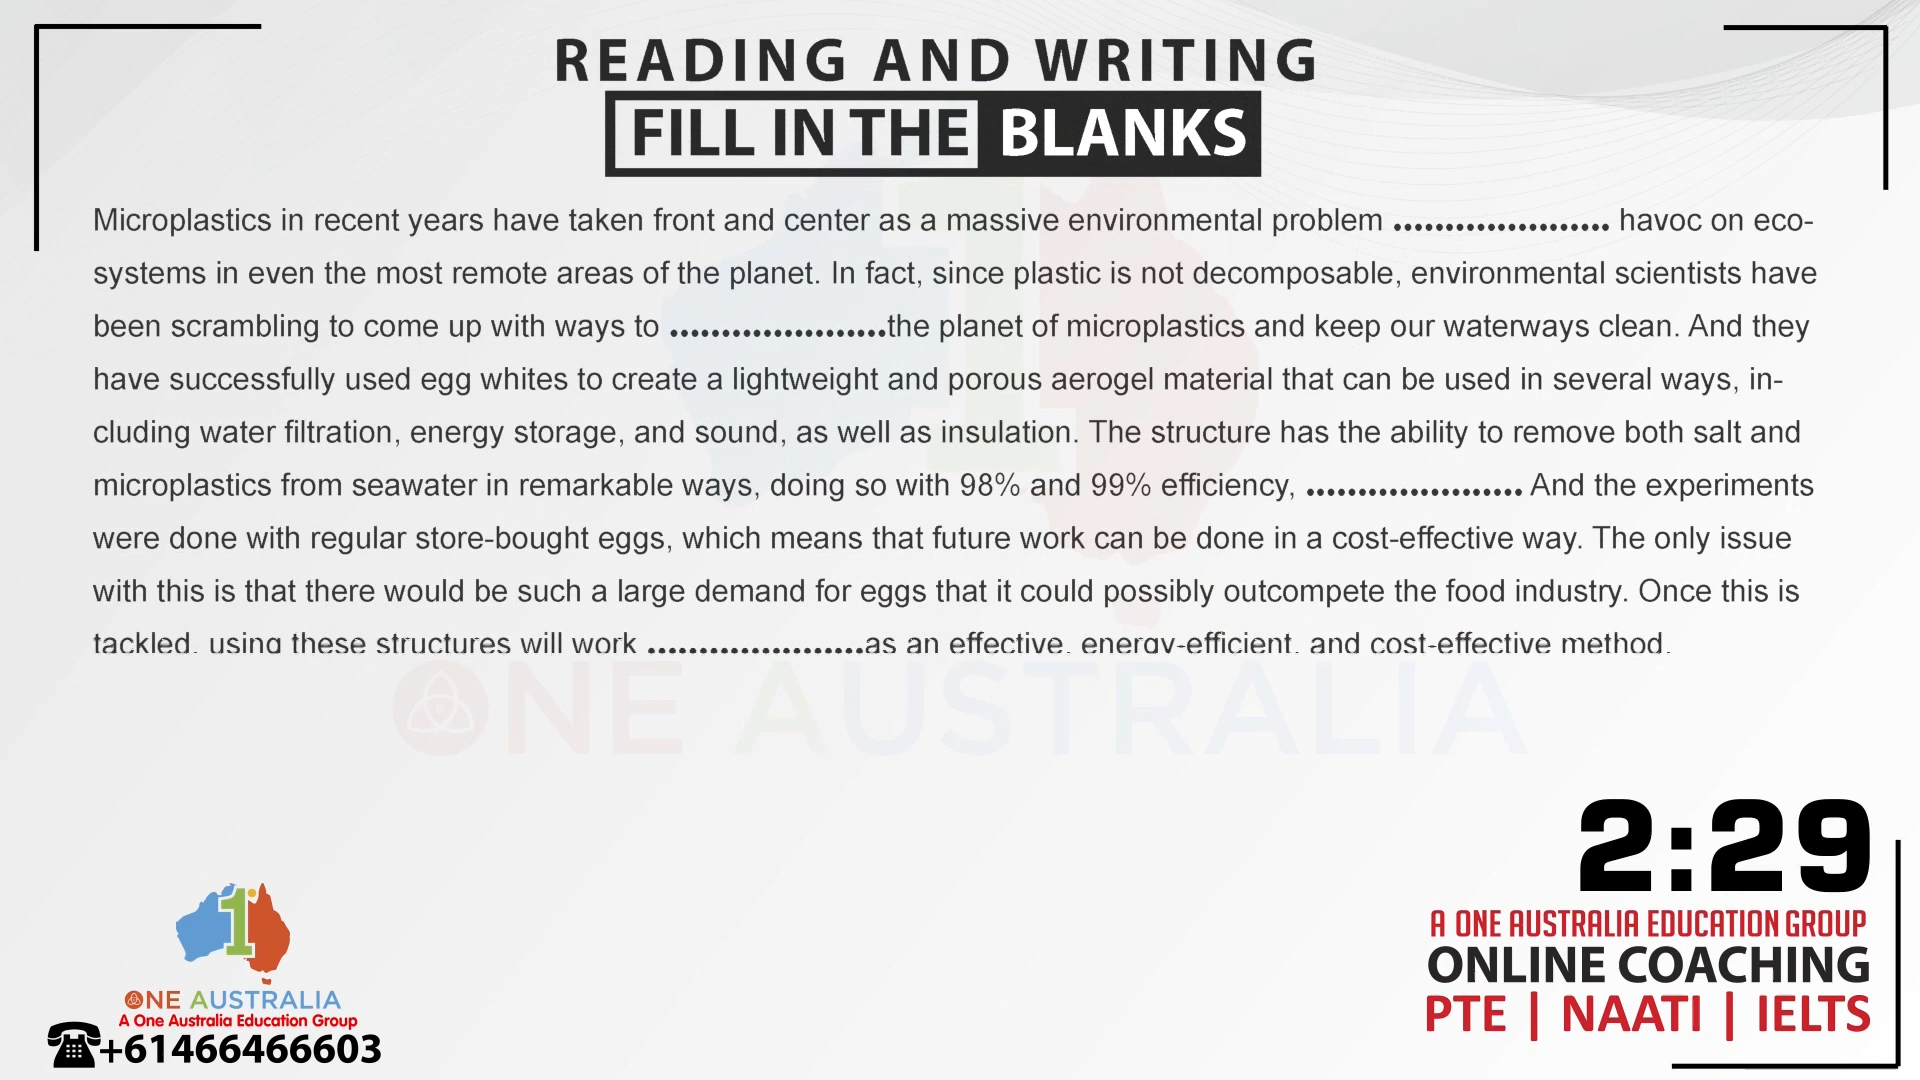 READING AND WRITING
FILL IN THE BLANKS
Microplastics in recent years have taken front and center as a massive environmental problem ..................... havoc on eco-
systems in even the most remote areas of the planet. In fact, since plastic is not decomposable, environmental scientists have
been scrambling to come up with ways to .....................the planet of microplastics and keep our waterways clean. And they
have successfully used egg whites to create a lightweight and porous aerogel material that can be used in several ways, in-
cluding water filtration, energy storage, and sound, as well as insulation. The structure has the ability to remove both salt and
microplastics from seawater in remarkable ways, doing so with 98% and 99% efficiency, ..................... And the experiments
were done with regular store-bought eggs, which means that future work can be done in a cost-effective way. The only issue
with this is that there would be such a large demand for eggs that it could possibly outcompete the food industry. Once this is
tackled, using these structures will work .....................as an effective, energy-efficient, and cost-effective method.
ONE AUSTRALIA
2:29
A ONE AUSTRALIA EDUCATION GROUP
ONLINE COACHING
PTE | NAATI | IELTS
1
ONE AUSTRALIA
A One Australia Education Group
+61466466603